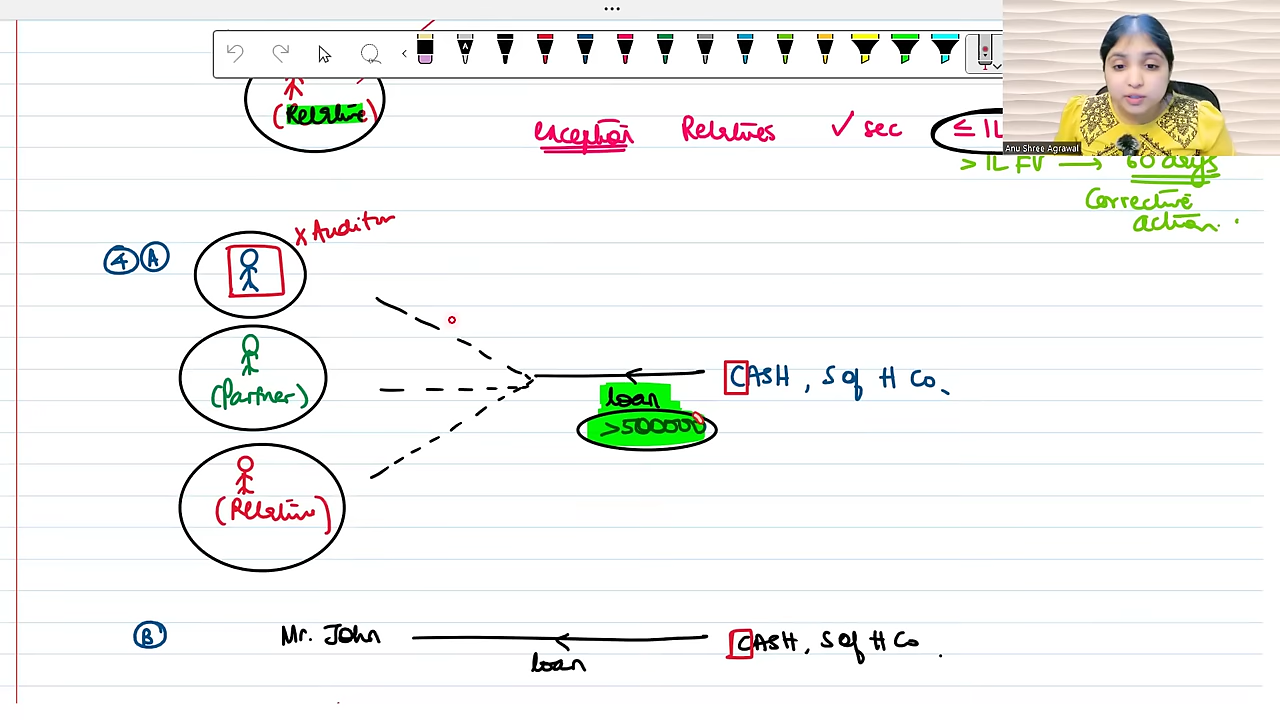 (Relative)
exception Relatives ✓ sec ≤ 1L
Anu Shree Agrawal
> 1L FV → 60 days
Corrective
action.
4 A
x Auditor
(Partner)
CASH, S of H Co.
loan
>500000
(Relative)
B Mr. John
CASH, S of H Co.
loan